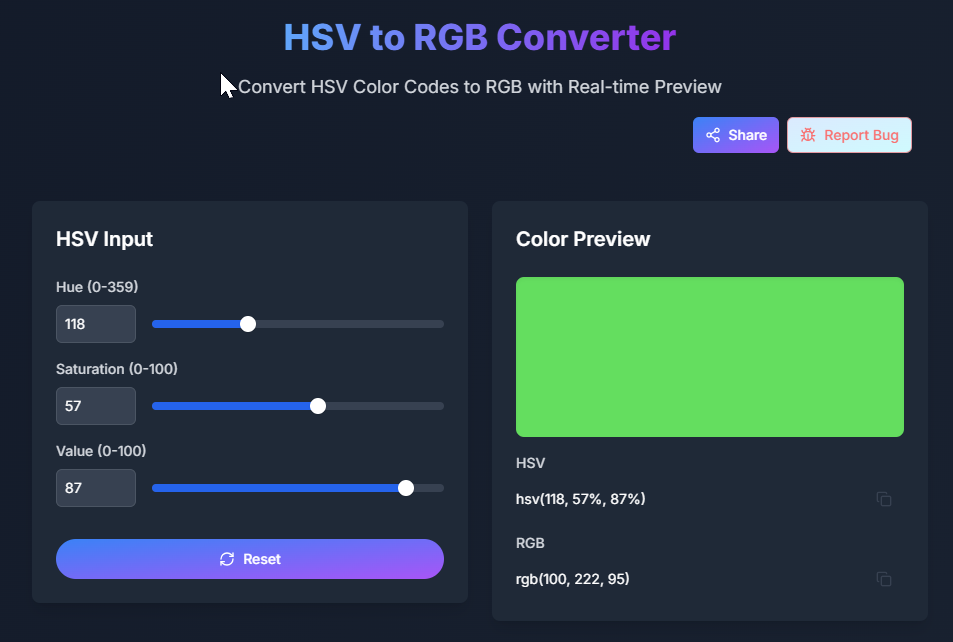 HSV to RGB Converter
Convert HSV Color Codes to RGB with Real-time Preview
Share
Report Bug
HSV Input
Hue (0-359)
118
Saturation (0-100)
57
Value (0-100)
87
Reset
Color Preview
HSV
hsv(118, 57%, 87%)
RGB
rgb(100, 222, 95)